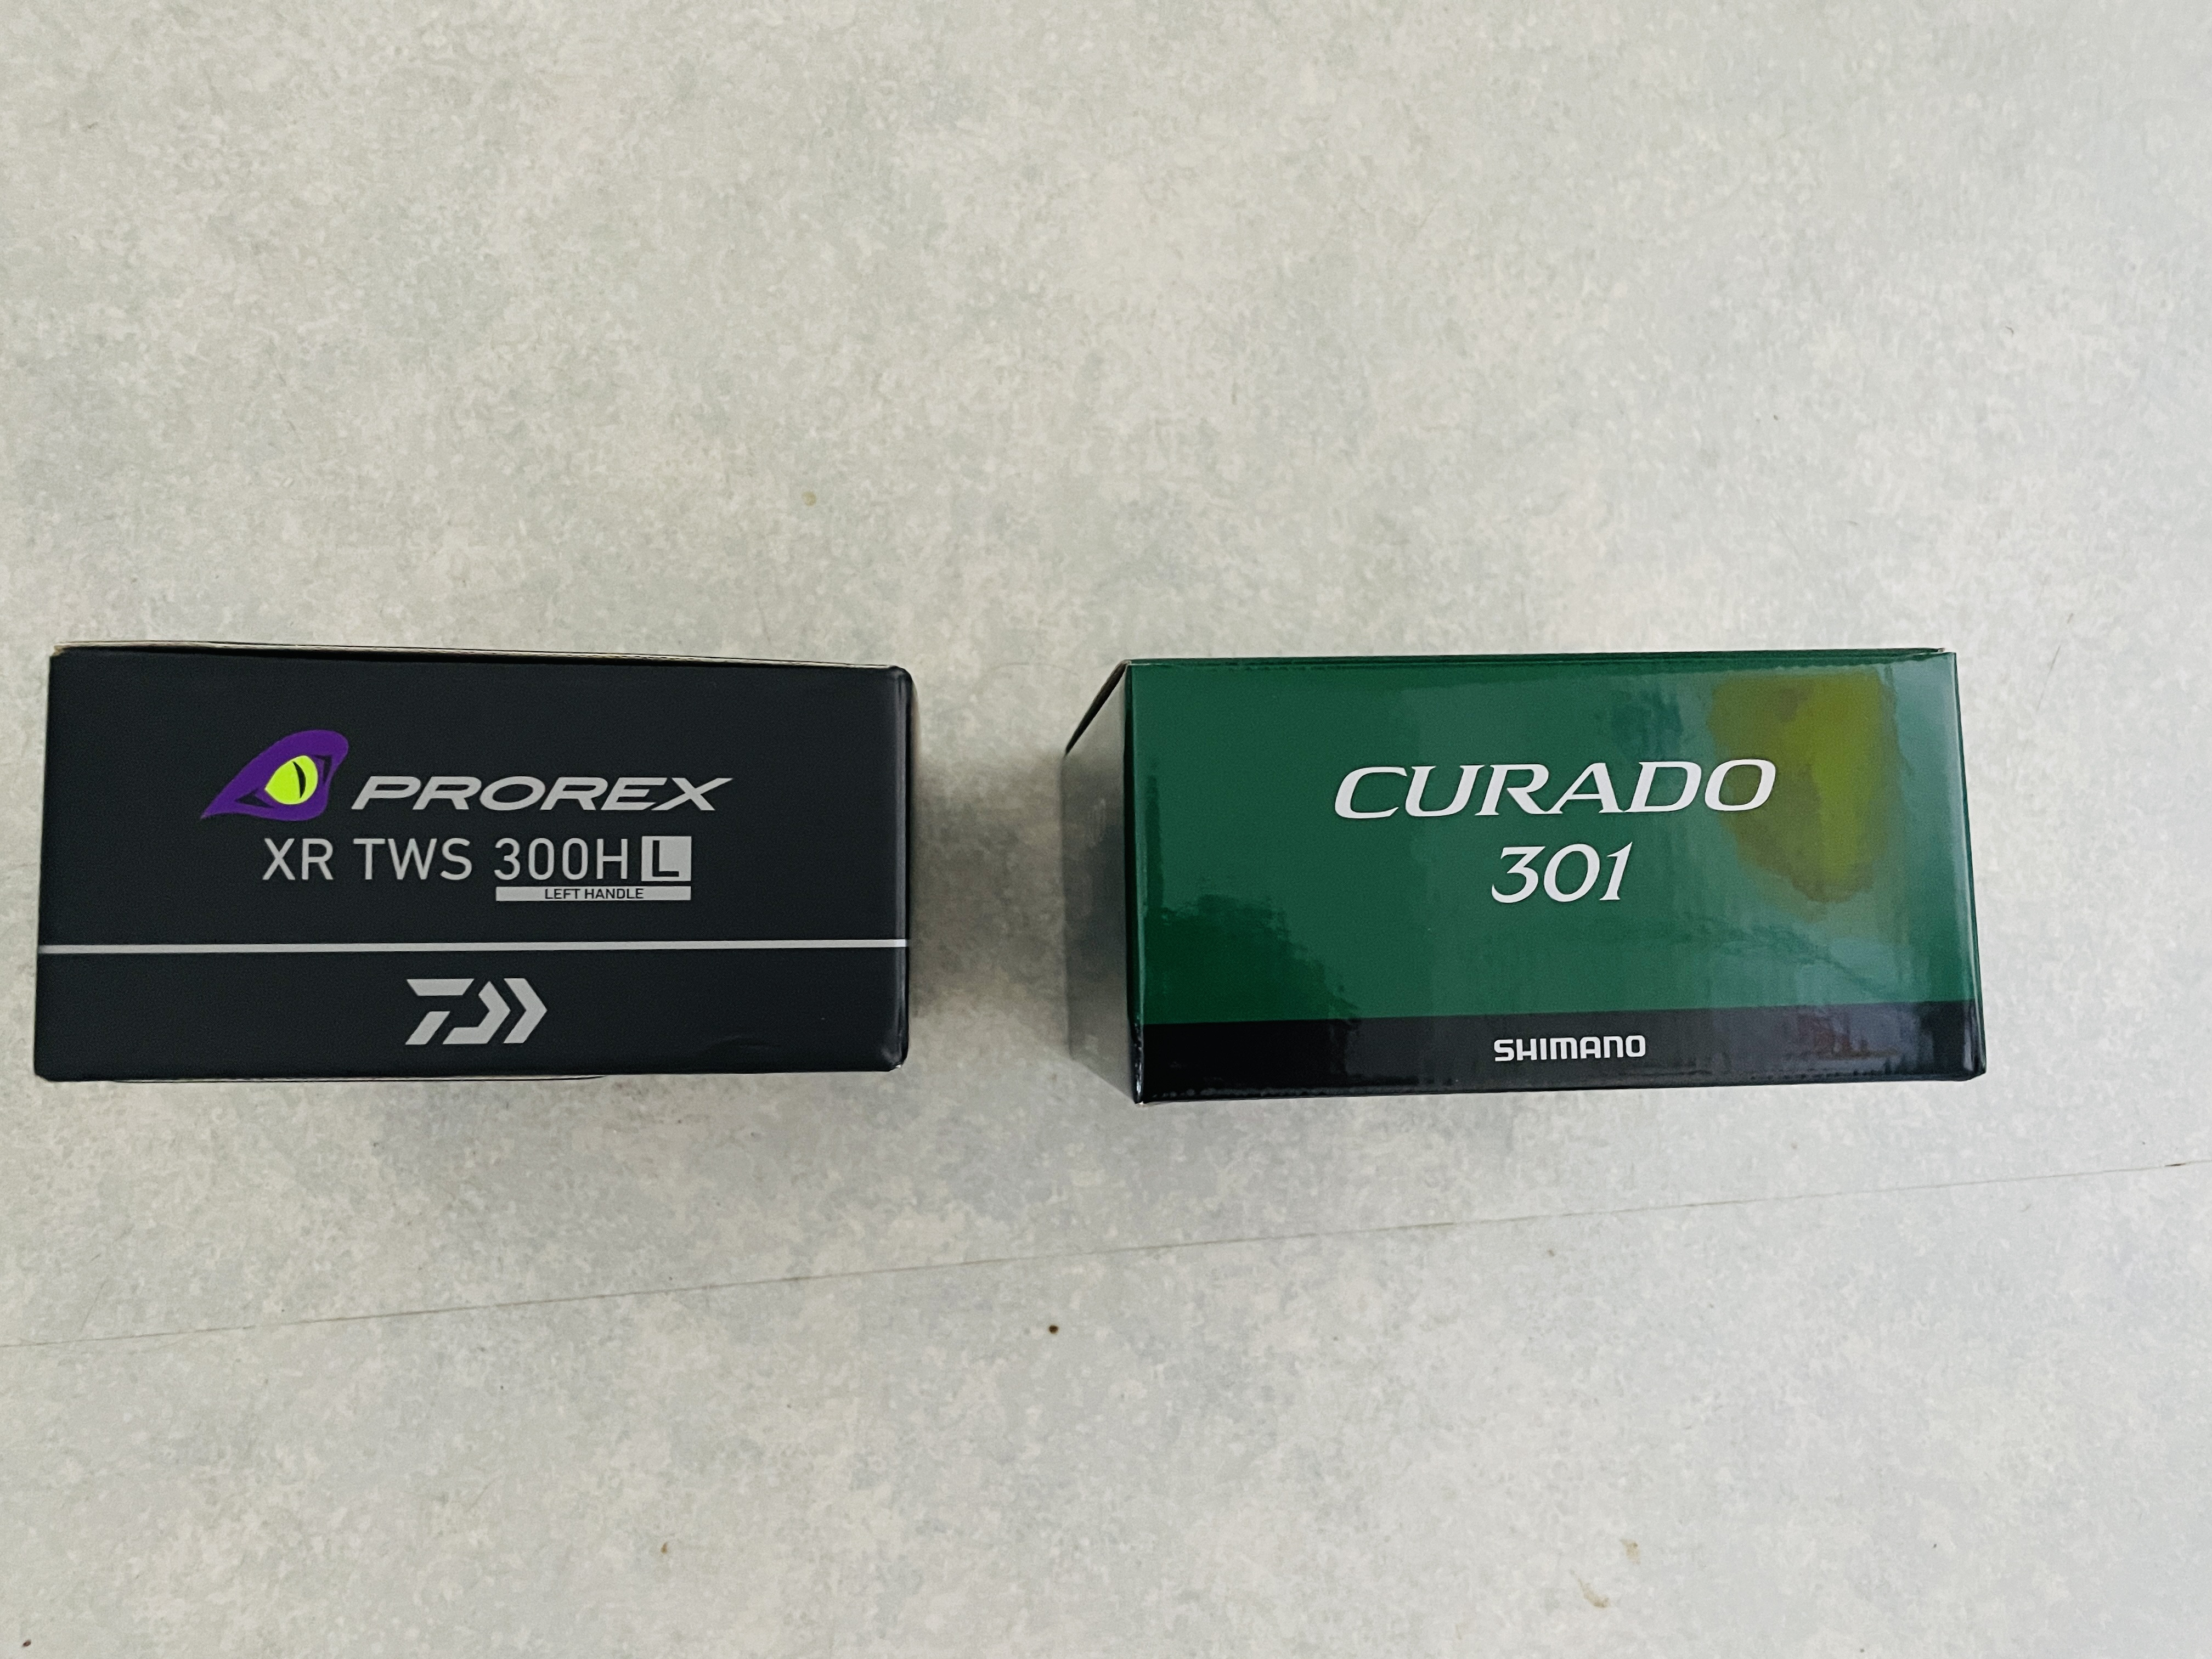 PROREX
XR TWS 300HL
LEFT HANDLE
CURADO
301
SHIMANO